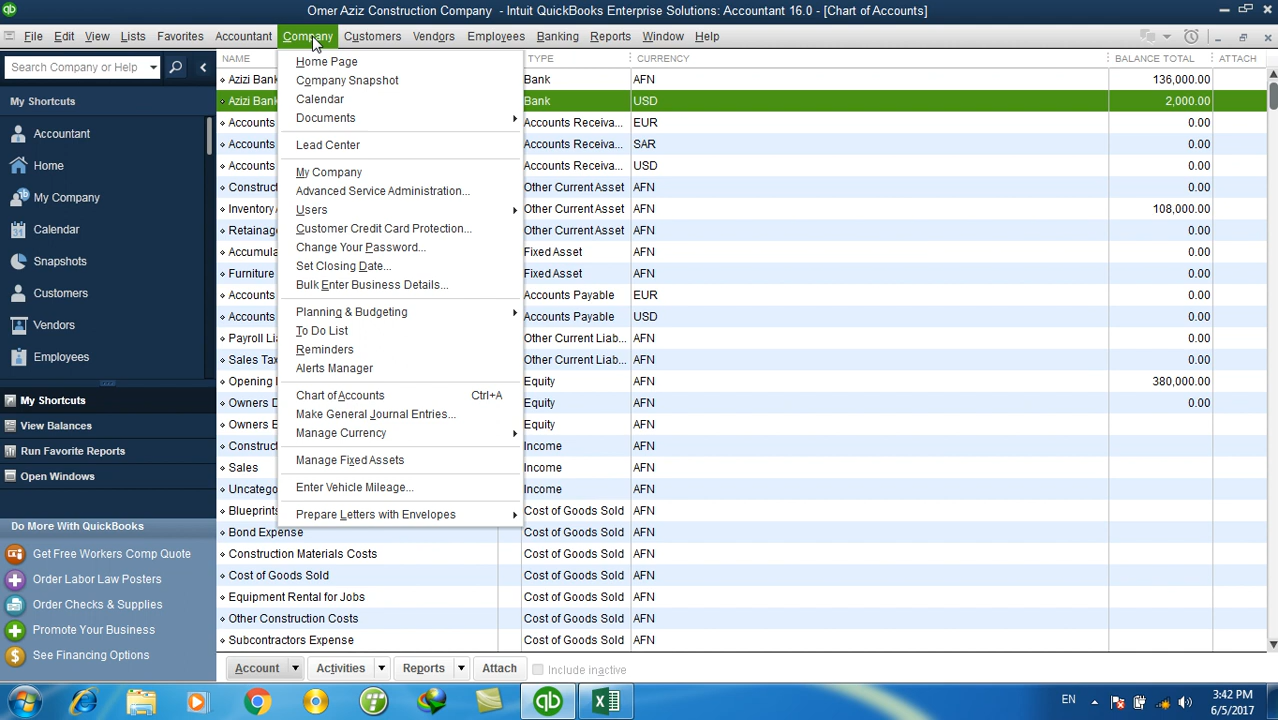 Omer Aziz Construction Company - Intuit QuickBooks Enterprise Solutions: Accountant 16.0 - [Chart of Accounts]
File Edit View Lists Favorites Accountant Company Customers Vendors Employees Banking Reports Window Help
Search Company or Help
My Shortcuts
Accountant
Home
My Company
Calendar
Snapshots
Customers
Vendors
Employees
My Shortcuts
View Balances
Run Favorite Reports
Open Windows
Do More With QuickBooks
Get Free Workers Comp Quote
Order Labor Law Posters
Order Checks & Supplies
Promote Your Business
See Financing Options
Home Page
Company Snapshot
Calendar
Documents
Lead Center
My Company
Advanced Service Administration...
Users
Customer Credit Card Protection...
Change Your Password...
Set Closing Date...
Bulk Enter Business Details...
Planning & Budgeting
To Do List
Reminders
Alerts Manager
Chart of Accounts Ctrl+A
Make General Journal Entries...
Manage Currency
Manage Fixed Assets
Enter Vehicle Mileage...
Prepare Letters with Envelopes
NAME TYPE CURRENCY BALANCE TOTAL ATTACH
Azizi Bank Bank AFN 136,000.00
Azizi Bank Bank USD 2,000.00
Accounts Accounts Receiva... EUR 0.00
Accounts Accounts Receiva... SAR 0.00
Accounts Accounts Receiva... USD 0.00
Construc Other Current Asset AFN 0.00
Inventory Other Current Asset AFN 108,000.00
Retainag Other Current Asset AFN 0.00
Accumula Fixed Asset AFN 0.00
Furniture Fixed Asset AFN 0.00
Accounts Accounts Payable EUR 0.00
Accounts Accounts Payable USD 0.00
Payroll Li Other Current Liab... AFN 0.00
Sales Tax Other Current Liab... AFN 0.00
Opening Equity AFN 380,000.00
Owners D Equity AFN 0.00
Owners E Equity AFN
Construc Income AFN
Sales Income AFN
Uncatego Income AFN
Blueprint Cost of Goods Sold AFN
Bond Expense Cost of Goods Sold AFN
Construction Materials Costs Cost of Goods Sold AFN
Cost of Goods Sold Cost of Goods Sold AFN
Equipment Rental for Jobs Cost of Goods Sold AFN
Other Construction Costs Cost of Goods Sold AFN
Subcontractors Expense Cost of Goods Sold AFN
Account Activities Reports Attach Include inactive
EN
3:42 PM
6/5/2017